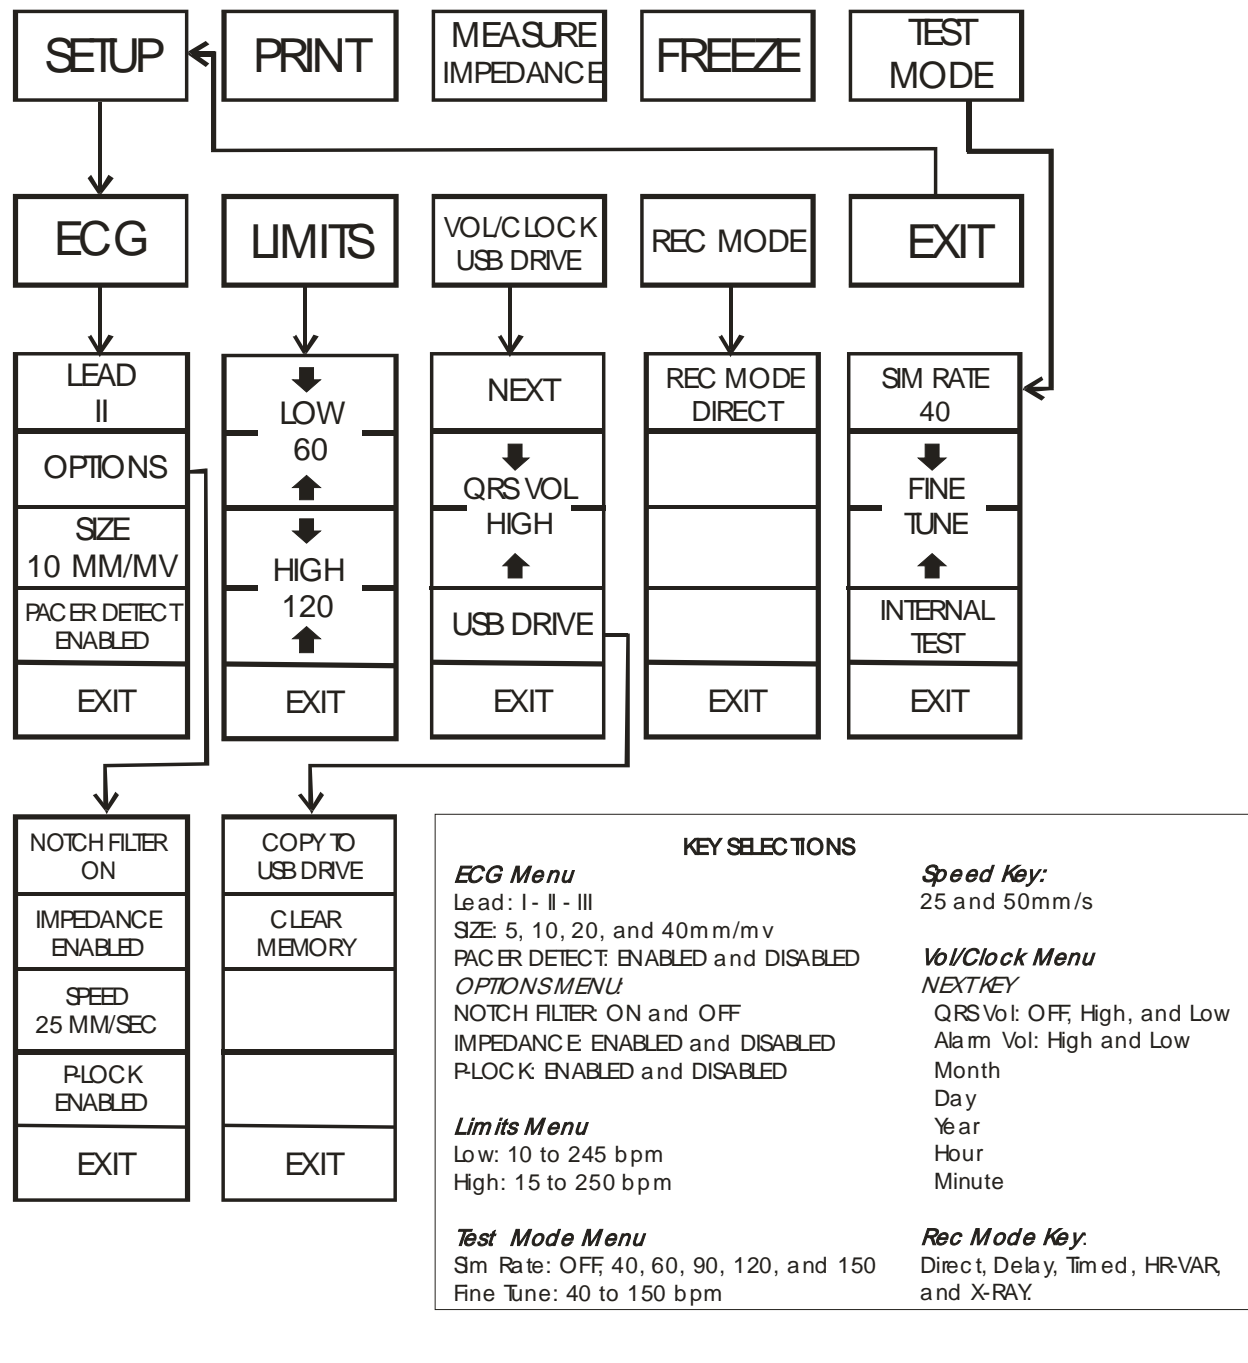 SETUP
PRINT
MEASURE
IMPEDANCE
FREEZE
TEST
MODE
ECG
LIMITS
VOL/CLOCK
USB DRIVE
REC MODE
EXIT
LEAD
II
OPTIONS
SIZE
10 MM/MV
PACER DETECT
ENABLED
EXIT
LOW
60
HIGH
120
EXIT
NEXT
QRS VOL
HIGH
USB DRIVE
EXIT
REC MODE
DIRECT
EXIT
SIM RATE
40
FINE
TUNE
INTERNAL
TEST
EXIT
NOTCH FILTER
ON
IMPEDANCE
ENABLED
SPEED
25 MM/SEC
P-LOCK
ENABLED
EXIT
COPY TO
USB DRIVE
CLEAR
MEMORY
EXIT
KEY SELECTIONS
ECG Menu
Lead: I - II - III
SIZE: 5, 10, 20, and 40mm/mv
PACER DETECT: ENABLED and DISABLED
OPTIONS MENU:
NOTCH FILTER: ON and OFF
IMPEDANCE: ENABLED and DISABLED
P-LOCK: ENABLED and DISABLED
Limits Menu
Low: 10 to 245 bpm
High: 15 to 250 bpm
Test Mode Menu
Sim Rate: OFF, 40, 60, 90, 120, and 150
Fine Tune: 40 to 150 bpm
Speed Key:
25 and 50mm/s
Vol/Clock Menu
NEXT KEY
QRS Vol: OFF, High, and Low
Alarm Vol: High and Low
Month
Day
Year
Hour
Minute
Rec Mode Key:
Direct, Delay, Timed, HR-VAR,
and X-RAY.